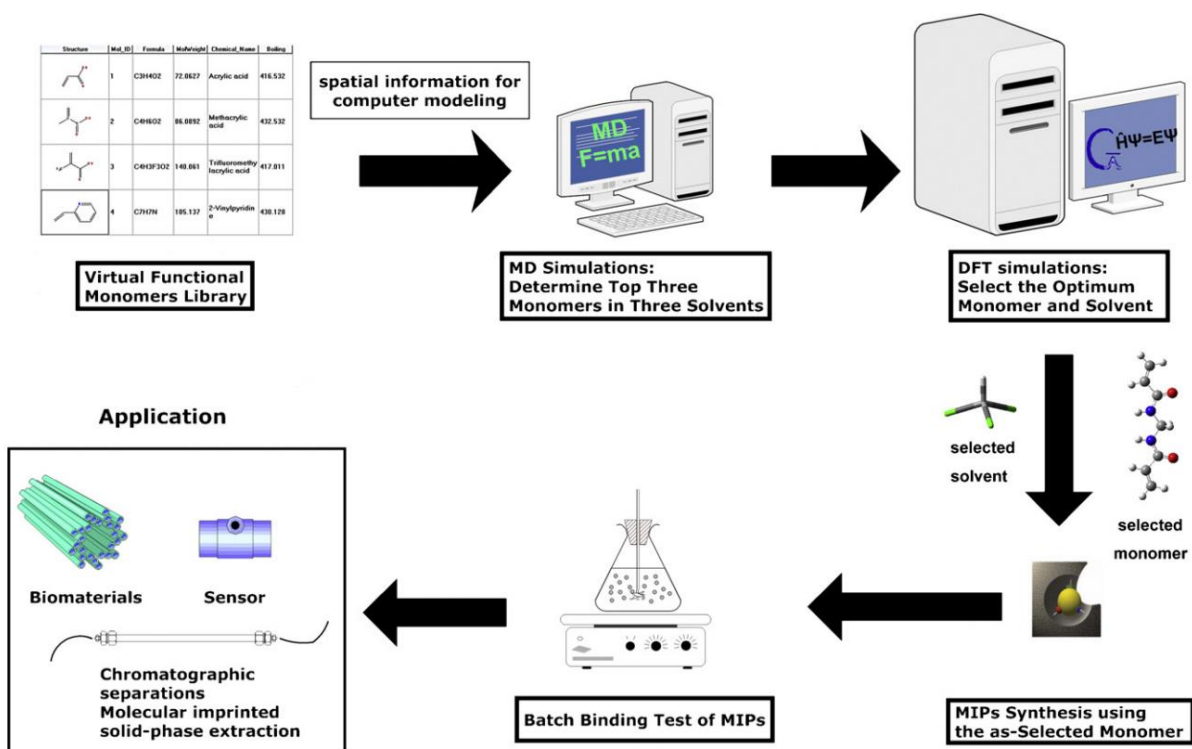 Structure Mol_ID Formula MolWeight Chemical_Name Boiling
1 C3H4O2 72.0627 Acrylic acid 416.532
2 C4H6O2 86.0892 Methacrylic
acid 432.532
3 C4H3F3O2 140.061 Trifluoromethy
lacrylic acid 417.011
4 C7H7N 105.137 2-Vinylpyridin
e 430.128
spatial information for
computer modeling
MD
F=ma
ĤΨ=EΨ
A
Virtual Functional
Monomers Library
MD Simulations:
Determine Top Three
Monomers in Three Solvents
DFT simulations:
Select the Optimum
Monomer and Solvent
selected
solvent
selected
monomer
Application
Biomaterials
Sensor
Chromatographic
separations
Molecular imprinted
solid-phase extraction
Batch Binding Test of MIPs
MIPs Synthesis using
the as-Selected Monomer